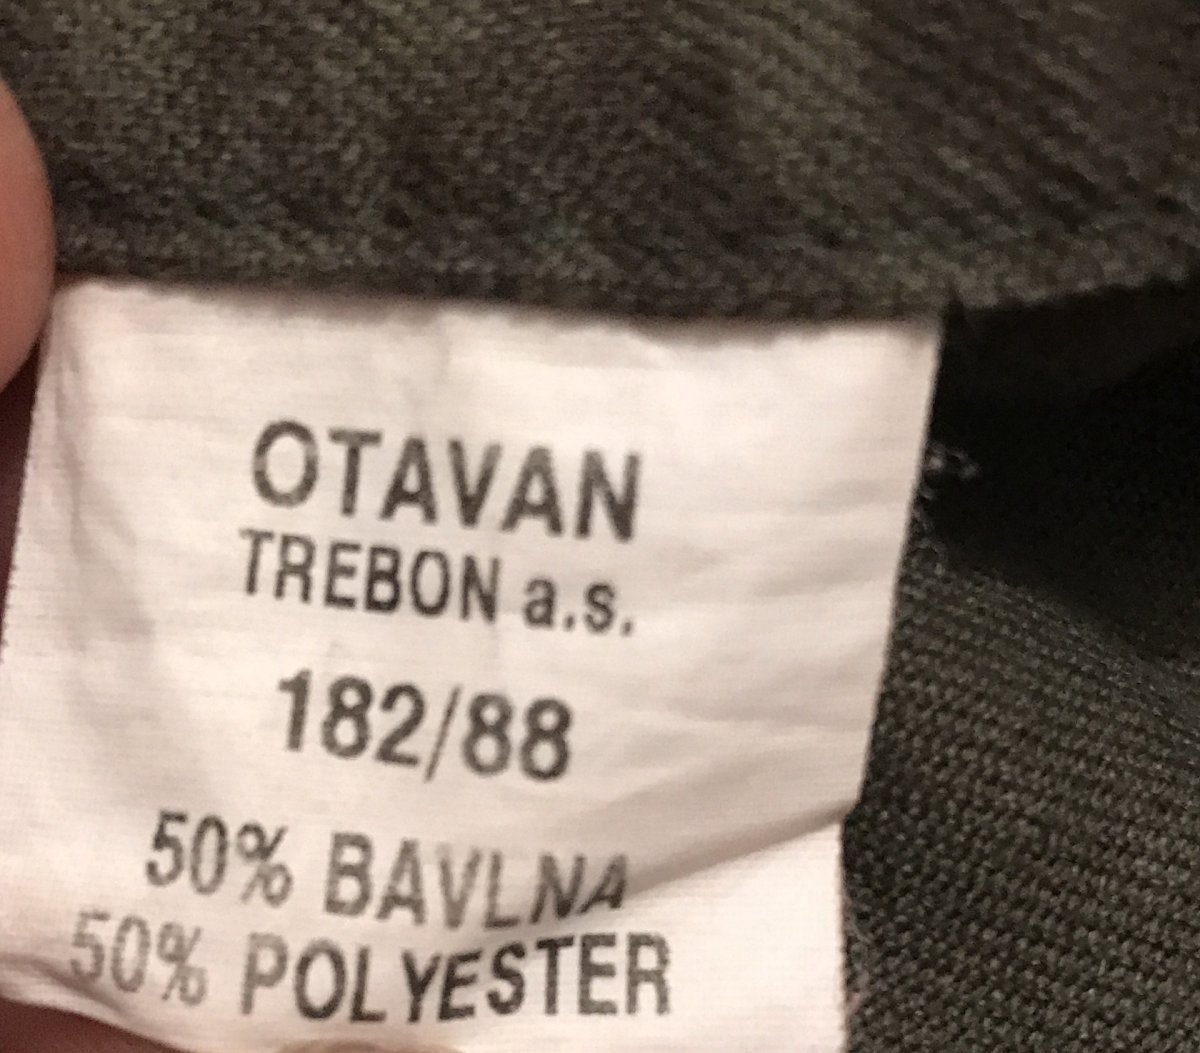 OTAVAN
TREBON a.s.
182/88
50% BAVLNA
50% POLYESTER